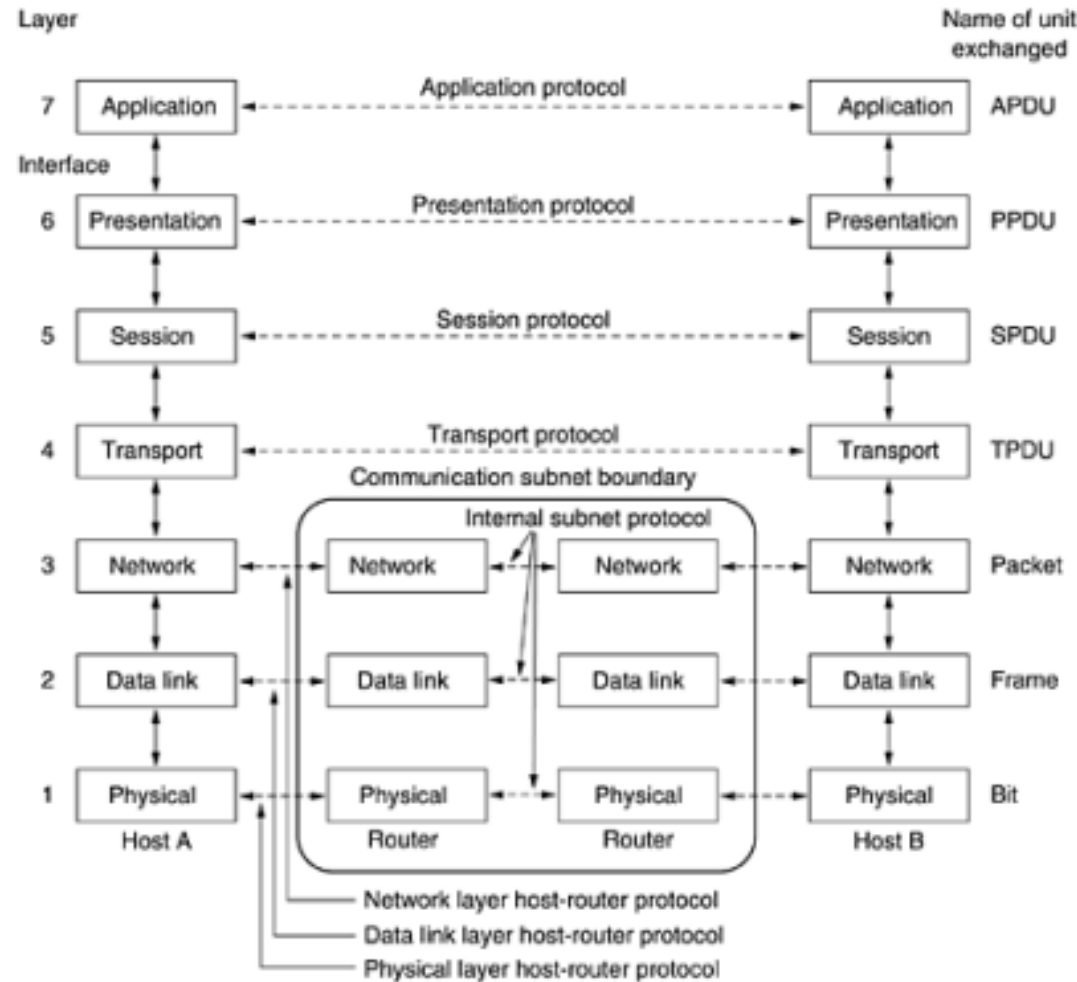 Layer
Name of unit
exchanged
Application protocol
7 Application Application APDU
Interface
Presentation protocol
6 Presentation Presentation PPDU
Session protocol
5 Session Session SPDU
Transport protocol
4 Transport Transport TPDU
Communication subnet boundary
Internal subnet protocol
3 Network Network Network Network Packet
2 Data link Data link Data link Data link Frame
1 Physical Physical Physical Physical Bit
Host A Router Router Host B
Network layer host-router protocol
Data link layer host-router protocol
Physical layer host-router protocol